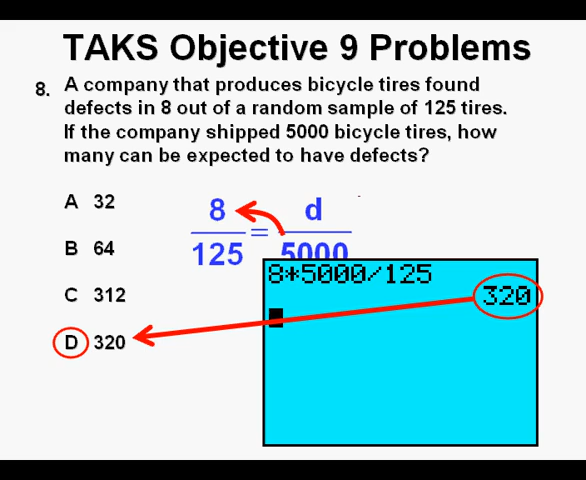 TAKS Objective 9 Problems
8. A company that produces bicycle tires found
defects in 8 out of a random sample of 125 tires.
If the company shipped 5000 bicycle tires, how
many can be expected to have defects?
A 32
B 64
C 312
D 320
8 d
=
125 5000
8*5000/125
320